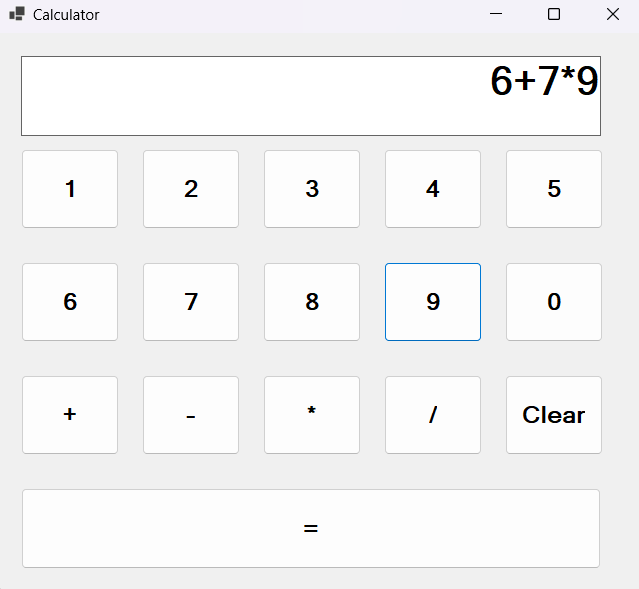 Calculator
6+7*9
1 2 3 4 5
6 7 8 9 0
+ - * / Clear
=